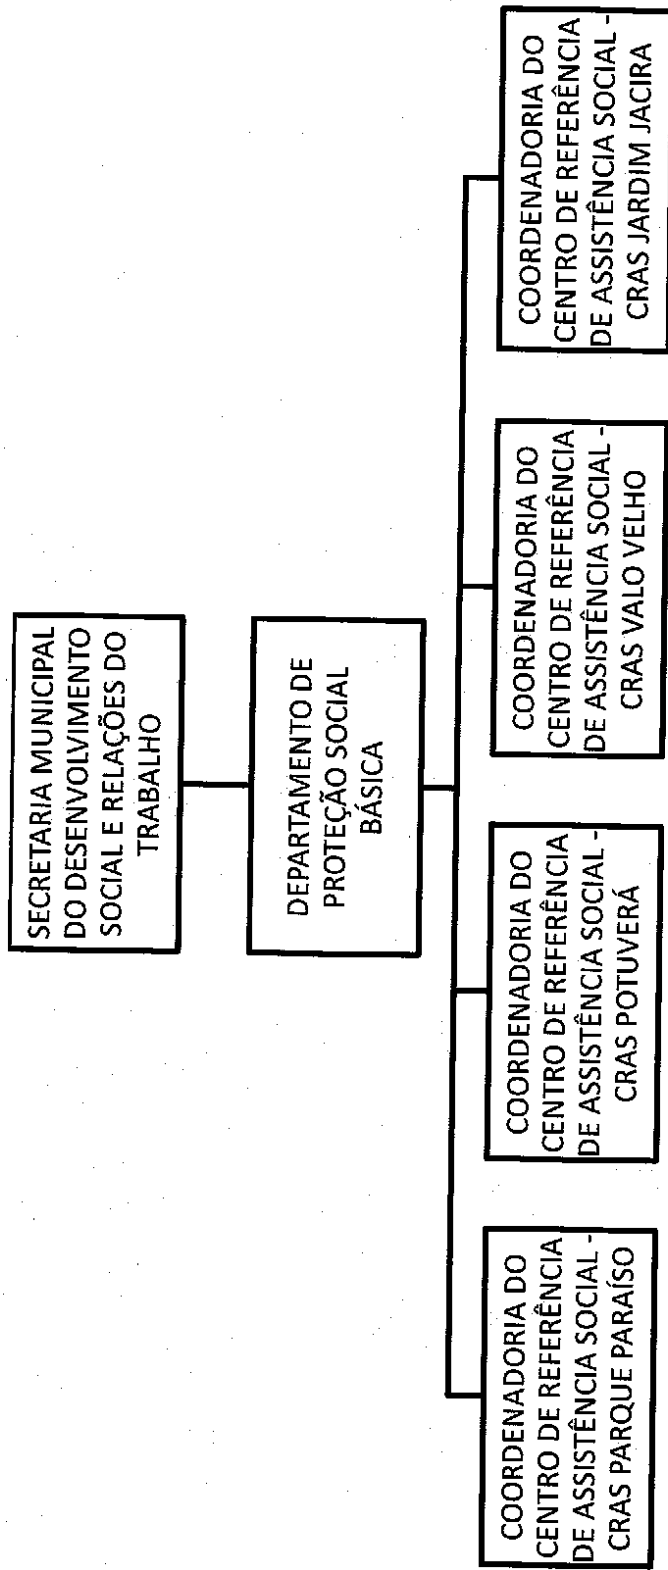 SECRETARIA MUNICIPAL
DO DESENVOLVIMENTO
SOCIAL E RELAÇÕES DO
TRABALHO
DEPARTAMENTO DE
PROTEÇÃO SOCIAL
BÁSICA
COORDENADORIA DO
CENTRO DE REFERÊNCIA
DE ASSISTÊNCIA SOCIAL -
CRAS PARQUE PARAÍSO
COORDENADORIA DO
CENTRO DE REFERÊNCIA
DE ASSISTÊNCIA SOCIAL -
CRAS POTUVERÁ
COORDENADORIA DO
CENTRO DE REFERÊNCIA
DE ASSISTÊNCIA SOCIAL -
CRAS VALO VELHO
COORDENADORIA DO
CENTRO DE REFERÊNCIA
DE ASSISTÊNCIA SOCIAL -
CRAS JARDIM JACIRA